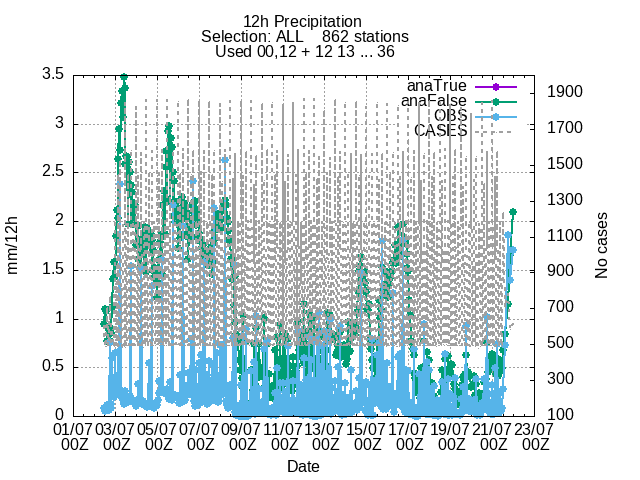 12h Precipitation
Selection: ALL    862 stations
Used 00,12 + 12 13 ... 36
anaTrue
anaFalse
OBS
CASES
mm/12h
3.5
3
2.5
2
1.5
1
0.5
0
No cases
1900
1700
1500
1300
1100
900
700
500
300
100
01/07 03/07 05/07 07/07 09/07 11/07 13/07 15/07 17/07 19/07 21/07 23/07
00Z 00Z 00Z 00Z 00Z 00Z 00Z 00Z 00Z 00Z 00Z 00Z
Date